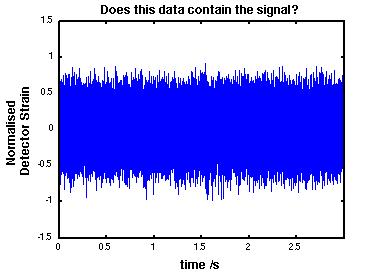 Does this data contain the signal?
1.5
1
0.5
0
-0.5
-1
-1.5
Normalised
Detector Strain
0 0.5 1 1.5 2 2.5
time /s